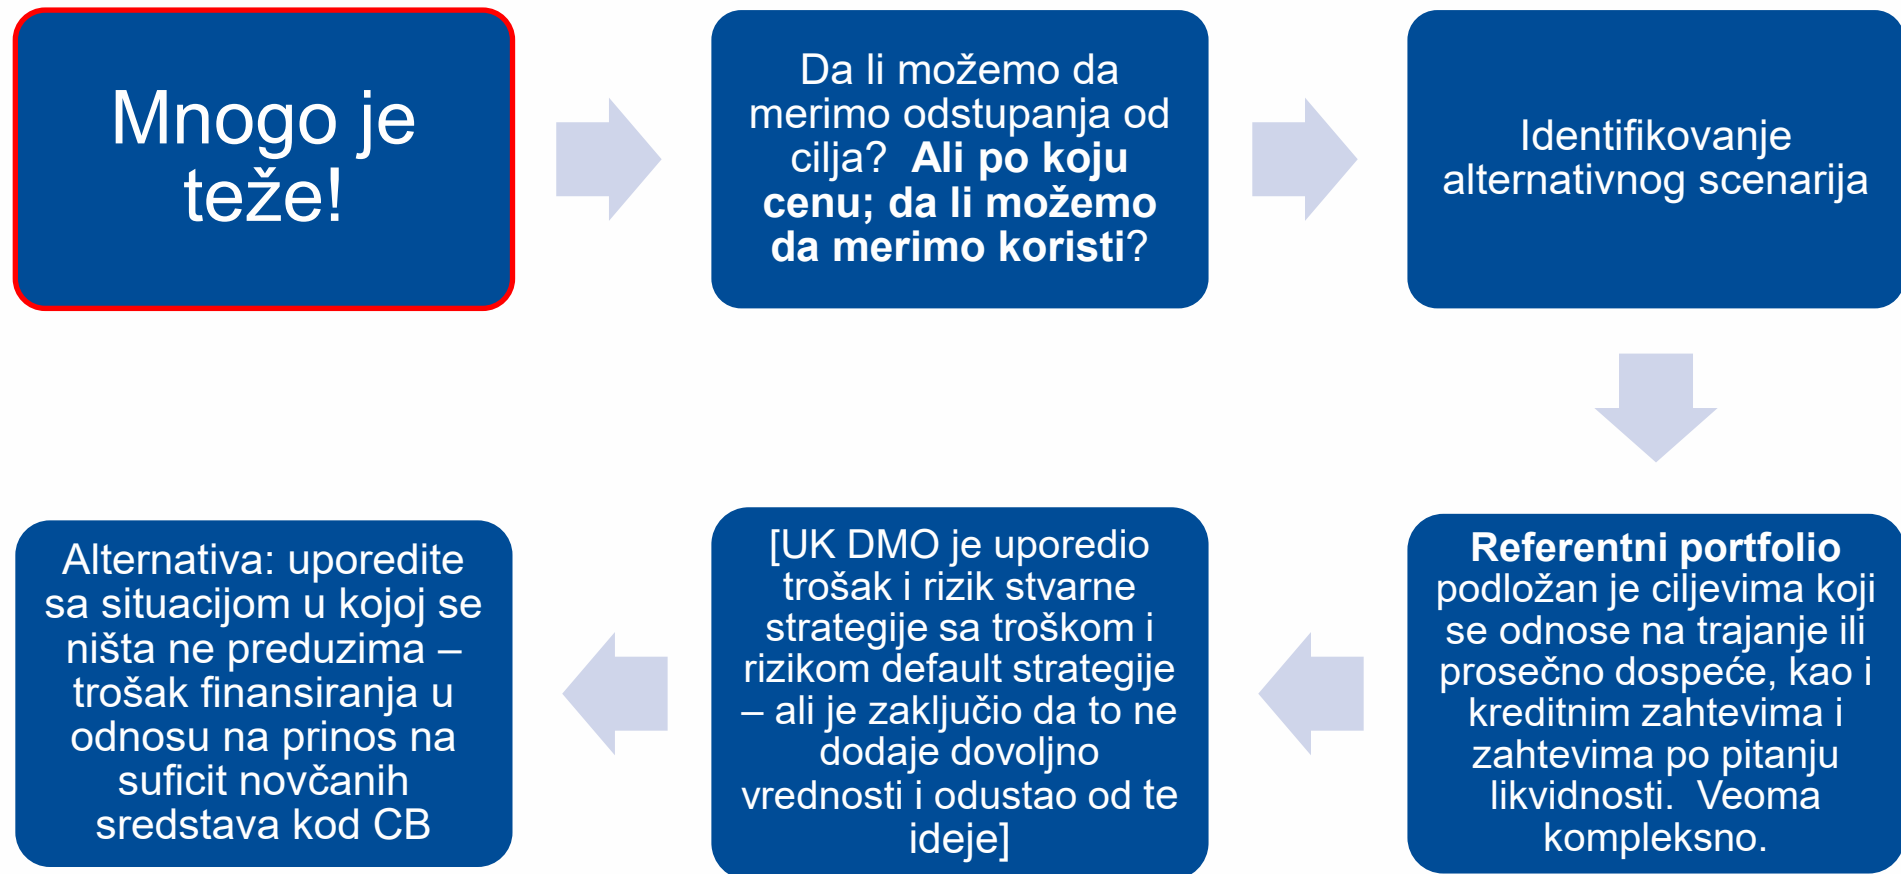 Mnogo je
teže!
Da li možemo da
merimo odstupanja od
cilja? Ali po koju
cenu; da li možemo
da merimo koristi?
Identifikovanje
alternativnog scenarija
Referentni portfolio
podložan je ciljevima koji
se odnose na trajanje ili
prosečno dospeće, kao i
kreditnim zahtevima i
zahtevima po pitanju
likvidnosti. Veoma
kompleksno.
[UK DMO je uporedio
trošak i rizik stvarne
strategije sa troškom i
rizikom default strategije
– ali je zaključio da to ne
dodaje dovoljno
vrednosti i odustao od te
ideje]
Alternativa: uporedite
sa situacijom u kojoj se
ništa ne preduzima –
trošak finansiranja u
odnosu na prinos na
suficit novčanih
sredstava kod CB